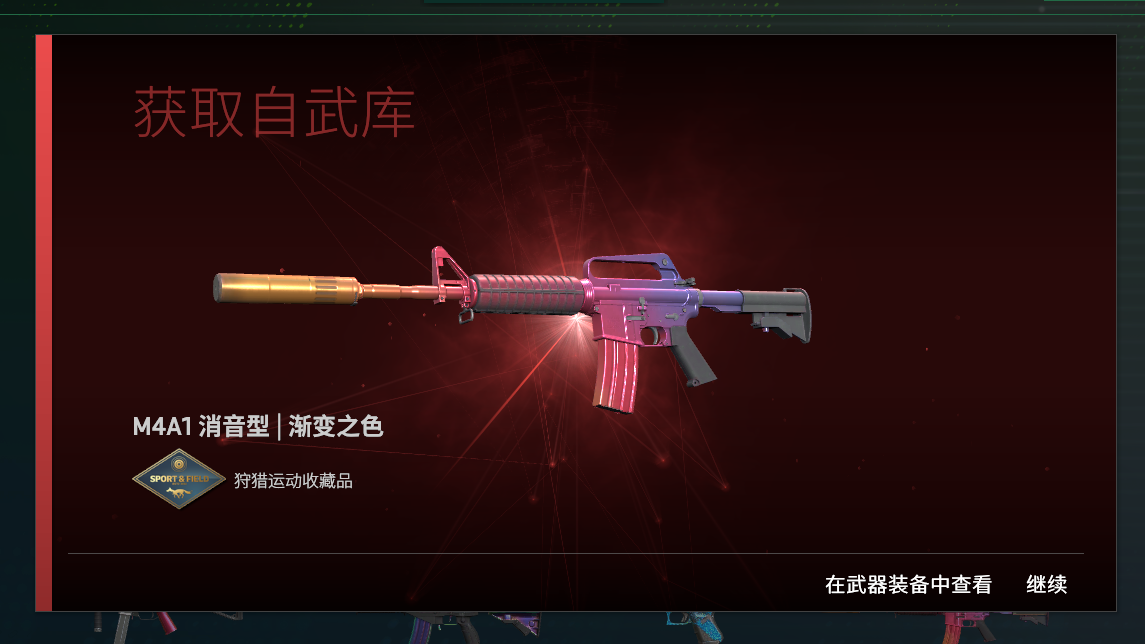 获取自武库
M4A1 消音型 | 渐变之色
SPORT & FIELD
狩猎运动收藏品
在武器装备中查看
继续